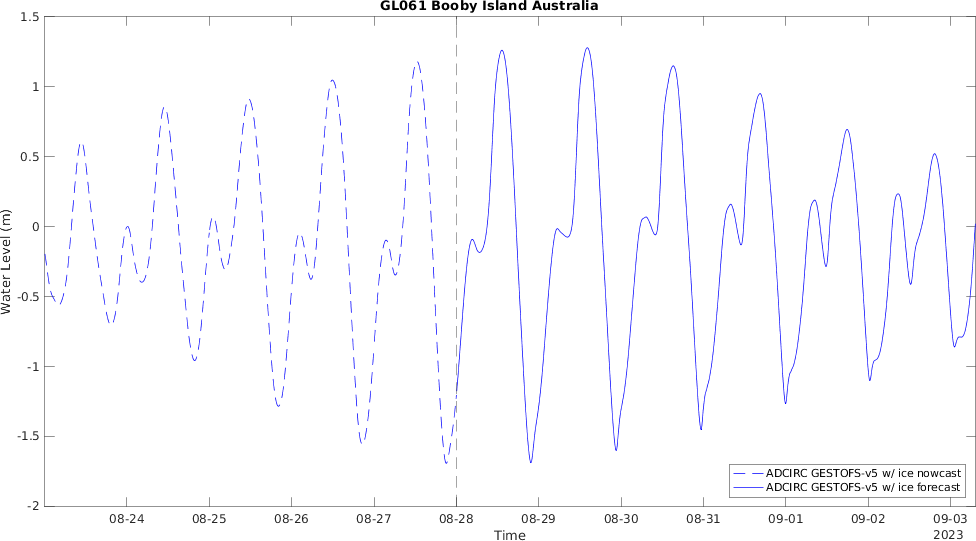 GL061 Booby Island Australia
1.5
1
0.5
0
-0.5
-1
-1.5
-2
Water Level (m)
ADCIRC GESTOFS-v5 w/ ice nowcast
ADCIRC GESTOFS-v5 w/ ice forecast
08-24 08-25 08-26 08-27 08-28 08-29 08-30 08-31 09-01 09-02 09-03
Time
2023